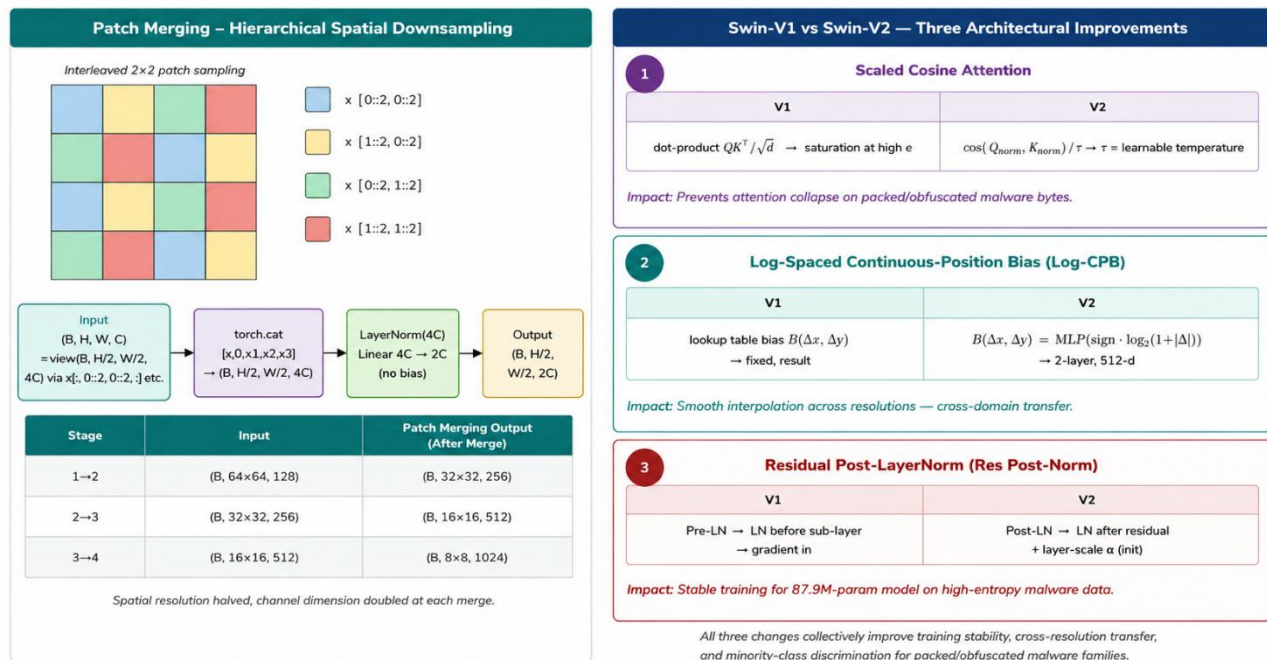 Patch Merging – Hierarchical Spatial Downsampling
Interleaved 2×2 patch sampling
x [0::2, 0::2]
x [1::2, 0::2]
x [0::2, 1::2]
x [1::2, 1::2]
Input
(B, H, W, C)
=view(B, H/2, W/2,
4C) via x[:, 0::2, 0::2, :] etc.
torch.cat
[x,0,x1,x2,x3]
→ (B, H/2, W/2, 4C)
LayerNorm(4C)
Linear 4C → 2C
(no bias)
Output
(B, H/2,
W/2, 2C)
Stage Input Patch Merging Output
(After Merge)
1→2 (B, 64×64, 128) (B, 32×32, 256)
2→3 (B, 32×32, 256) (B, 16×16, 512)
3→4 (B, 16×16, 512) (B, 8×8, 1024)
Spatial resolution halved, channel dimension doubled at each merge.
Swin-V1 vs Swin-V2 — Three Architectural Improvements
1 Scaled Cosine Attention
V1 V2
dot-product QK⊤/√d → saturation at high e cos(Q_norm, K_norm)/τ → τ = learnable temperature
Impact: Prevents attention collapse on packed/obfuscated malware bytes.
2 Log-Spaced Continuous-Position Bias (Log-CPB)
V1 V2
lookup table bias B(Δx, Δy) B(Δx, Δy) = MLP(sign · log₂(1+|Δ|))
→ fixed, result → 2-layer, 512-d
Impact: Smooth interpolation across resolutions — cross-domain transfer.
3 Residual Post-LayerNorm (Res Post-Norm)
V1 V2
Pre-LN → LN before sub-layer Post-LN → LN after residual
→ gradient in + layer-scale α (init)
Impact: Stable training for 87.9M-param model on high-entropy malware data.
All three changes collectively improve training stability, cross-resolution transfer,
and minority-class discrimination for packed/obfuscated malware families.